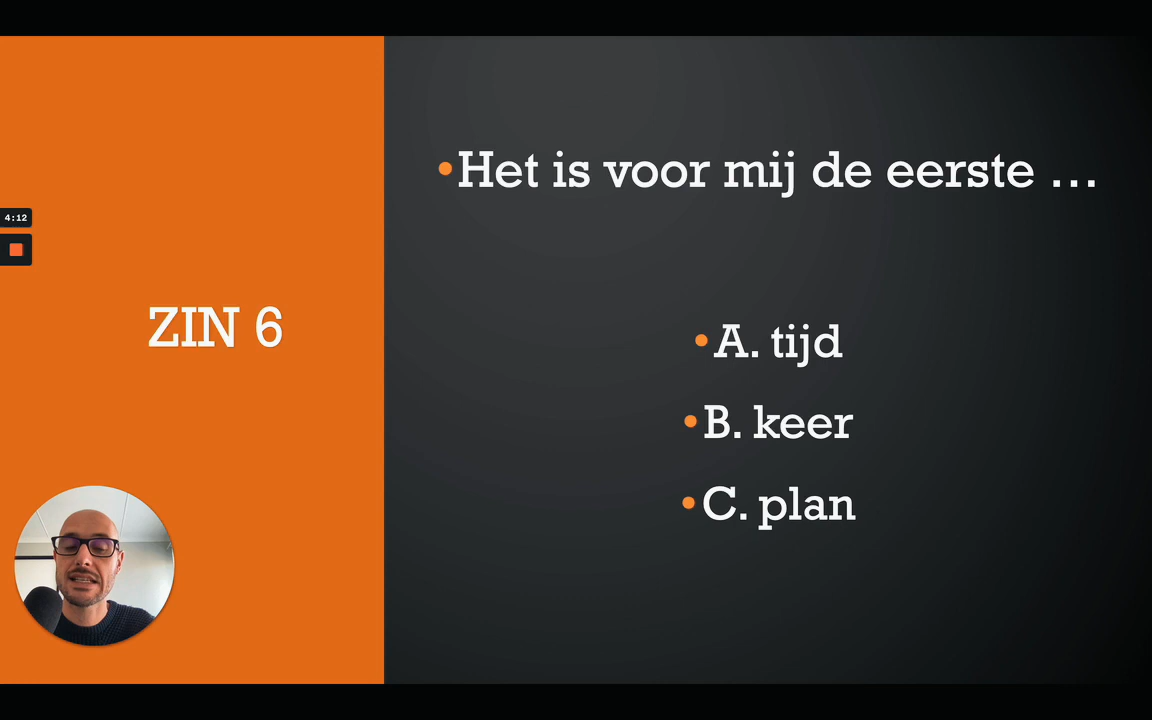 •Het is voor mij de eerste …
4:12
ZIN 6
•A. tijd
•B. keer
•C. plan